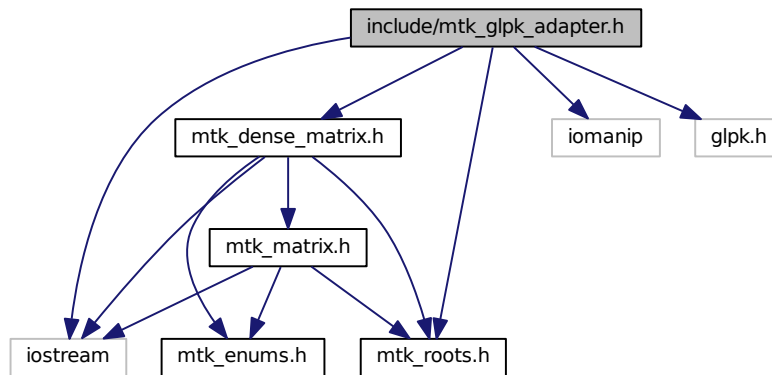 include/mtk_glpk_adapter.h
mtk_dense_matrix.h
iomanip
glpk.h
mtk_matrix.h
iostream
mtk_enums.h
mtk_roots.h